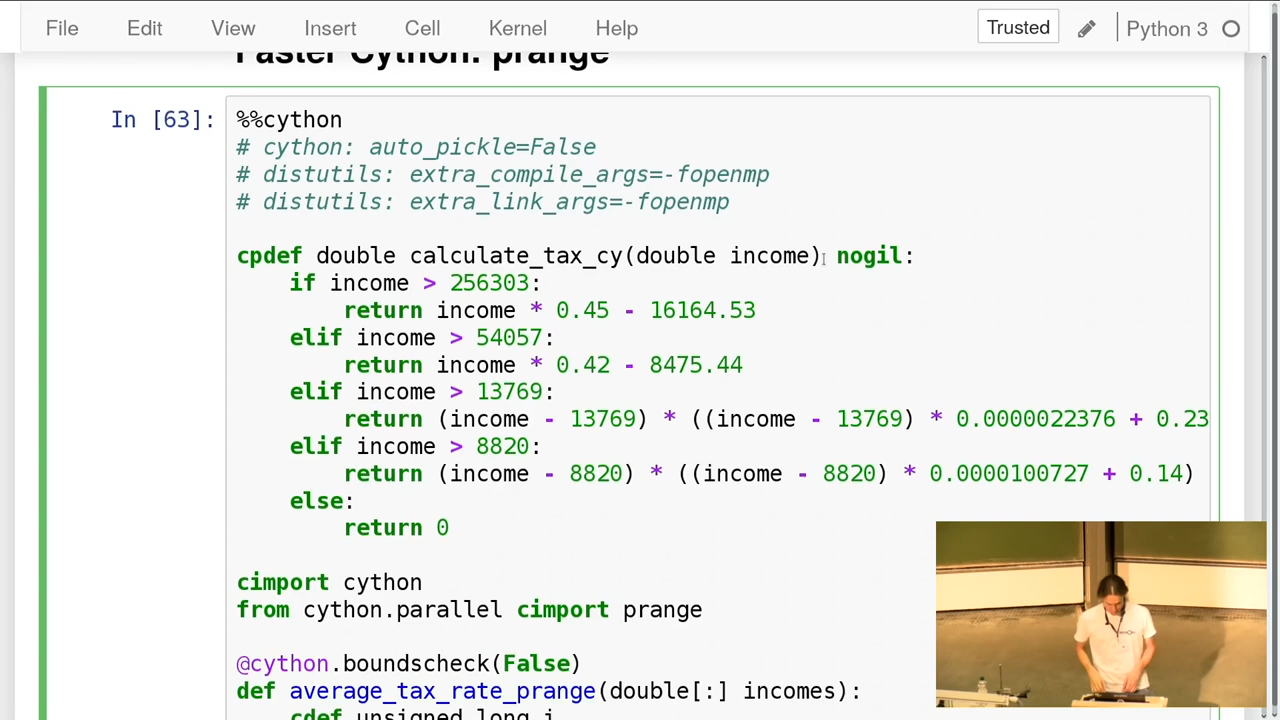 File Edit View Insert Cell Kernel Help Trusted Python 3
Faster Cython: prange
In [63]:
%%cython
# cython: auto_pickle=False
# distutils: extra_compile_args=-fopenmp
# distutils: extra_link_args=-fopenmp
cpdef double calculate_tax_cy(double income) nogil:
if income > 256303:
return income * 0.45 - 16164.53
elif income > 54057:
return income * 0.42 - 8475.44
elif income > 13769:
return (income - 13769) * ((income - 13769) * 0.0000022376 + 0.23
elif income > 8820:
return (income - 8820) * ((income - 8820) * 0.0000100727 + 0.14)
else:
return 0
cimport cython
from cython.parallel cimport prange
@cython.boundscheck(False)
def average_tax_rate_prange(double[:] incomes):
cdef unsigned long i